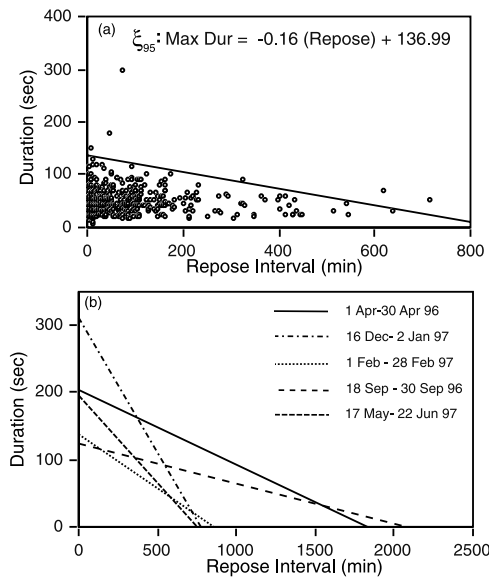 400
(a)
ξ95: Max Dur = -0.16 (Repose) + 136.99
300
200
100
0
Duration (sec)
0 200 400 600 800
Repose Interval (min)
(b)
300
200
100
0
Duration (sec)
1 Apr-30 Apr 96
16 Dec- 2 Jan 97
1 Feb - 28 Feb 97
18 Sep - 30 Sep 96
17 May- 22 Jun 97
0 500 1000 1500 2000 2500
Repose Interval (min)